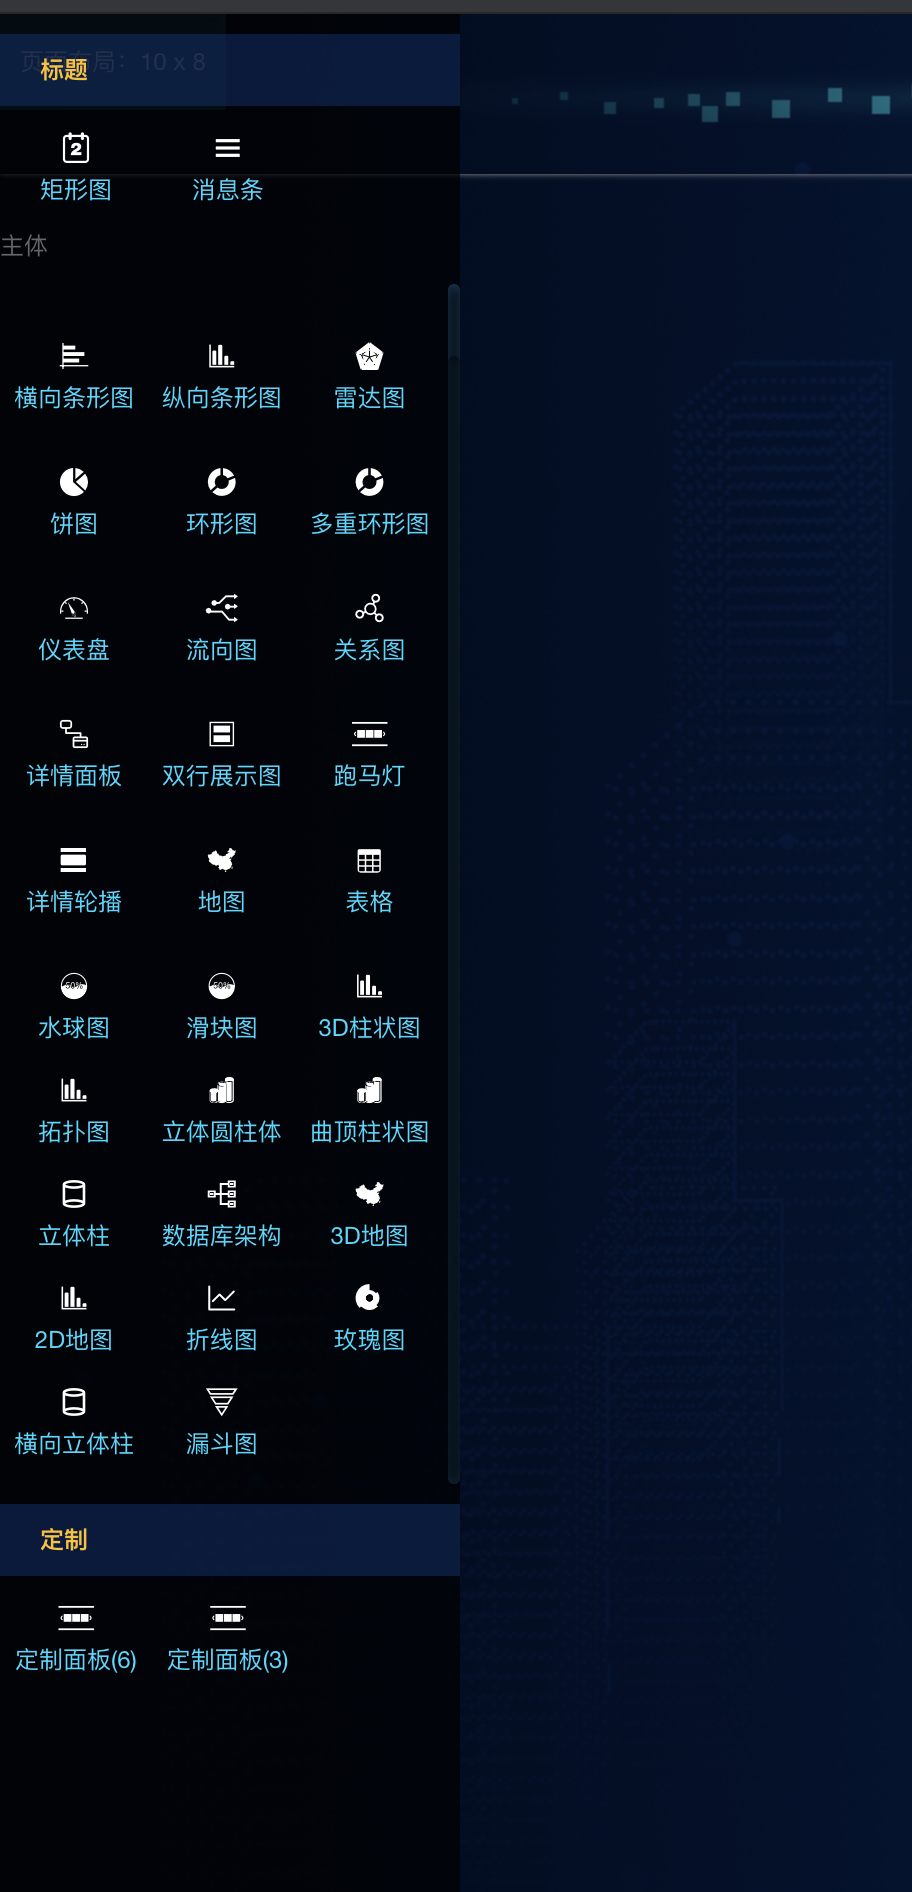 页面布局：10 x 8
标题
矩形图 消息条
主体
横向条形图 纵向条形图 雷达图
饼图 环形图 多重环形图
仪表盘 流向图 关系图
详情面板 双行展示图 跑马灯
详情轮播 地图 表格
50% 50%
水球图 滑块图 3D柱状图
拓扑图 立体圆柱体 曲顶柱状图
立体柱 数据库架构 3D地图
2D地图 折线图 玫瑰图
横向立体柱 漏斗图
定制
定制面板(6) 定制面板(3)